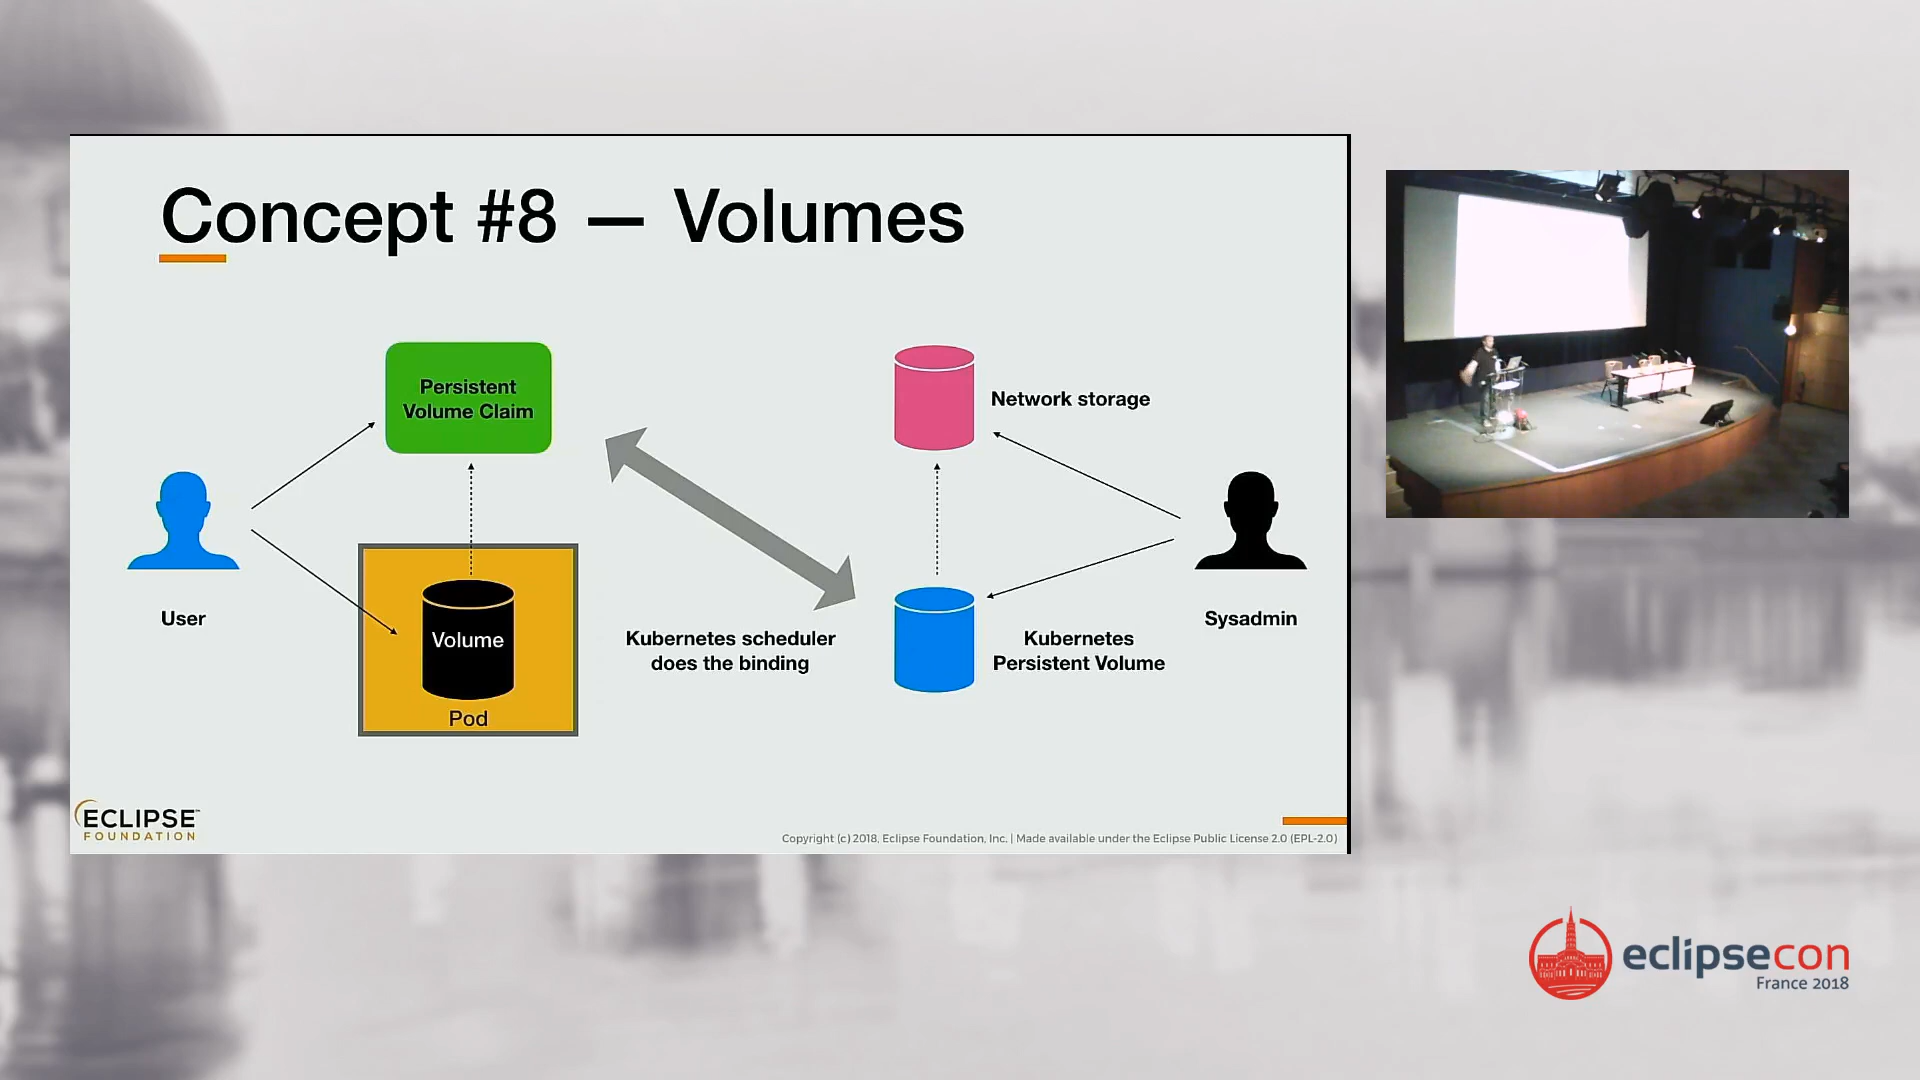 Concept #8 — Volumes
Persistent
Volume Claim
Network storage
User
Volume
Pod
Kubernetes scheduler
does the binding
Kubernetes
Persistent Volume
Sysadmin
ECLIPSE™
FOUNDATION
Copyright (c) 2018, Eclipse Foundation, Inc. | Made available under the Eclipse Public License 2.0 (EPL-2.0)
eclipsecon
France 2018